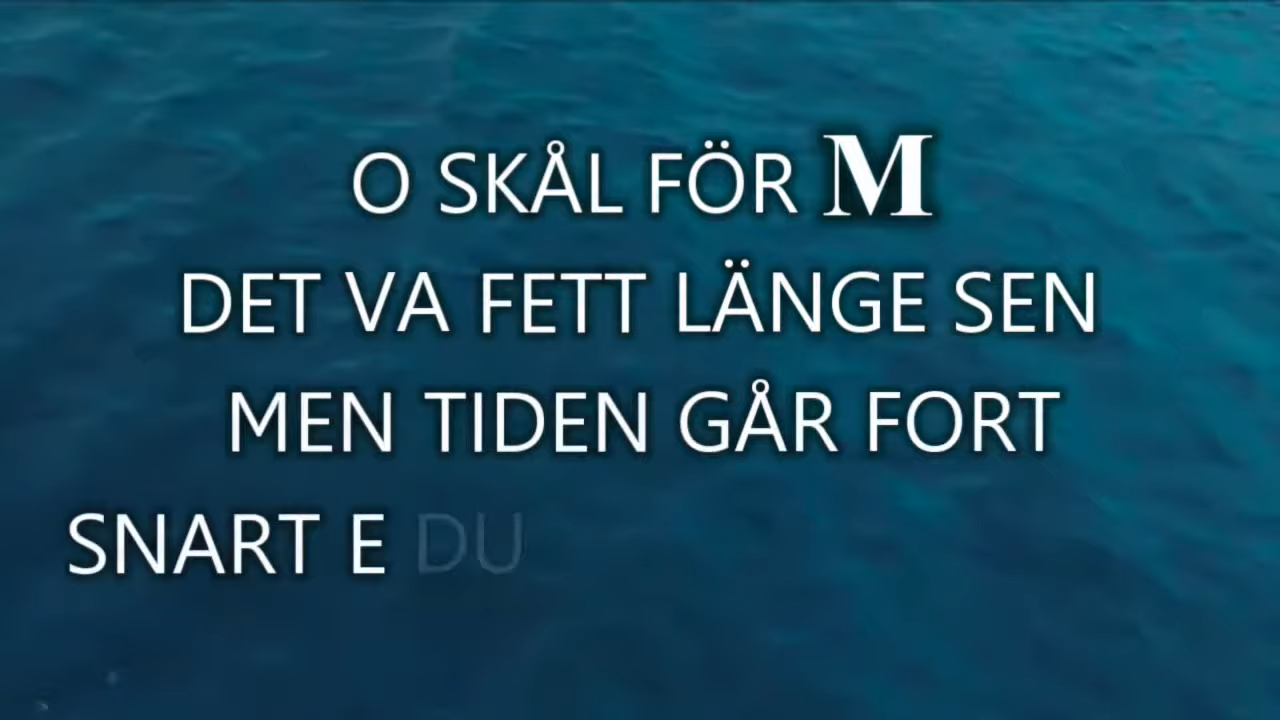 O SKÅL FÖR M
DET VA FETT LÄNGE SEN
MEN TIDEN GÅR FORT
SNART E DU